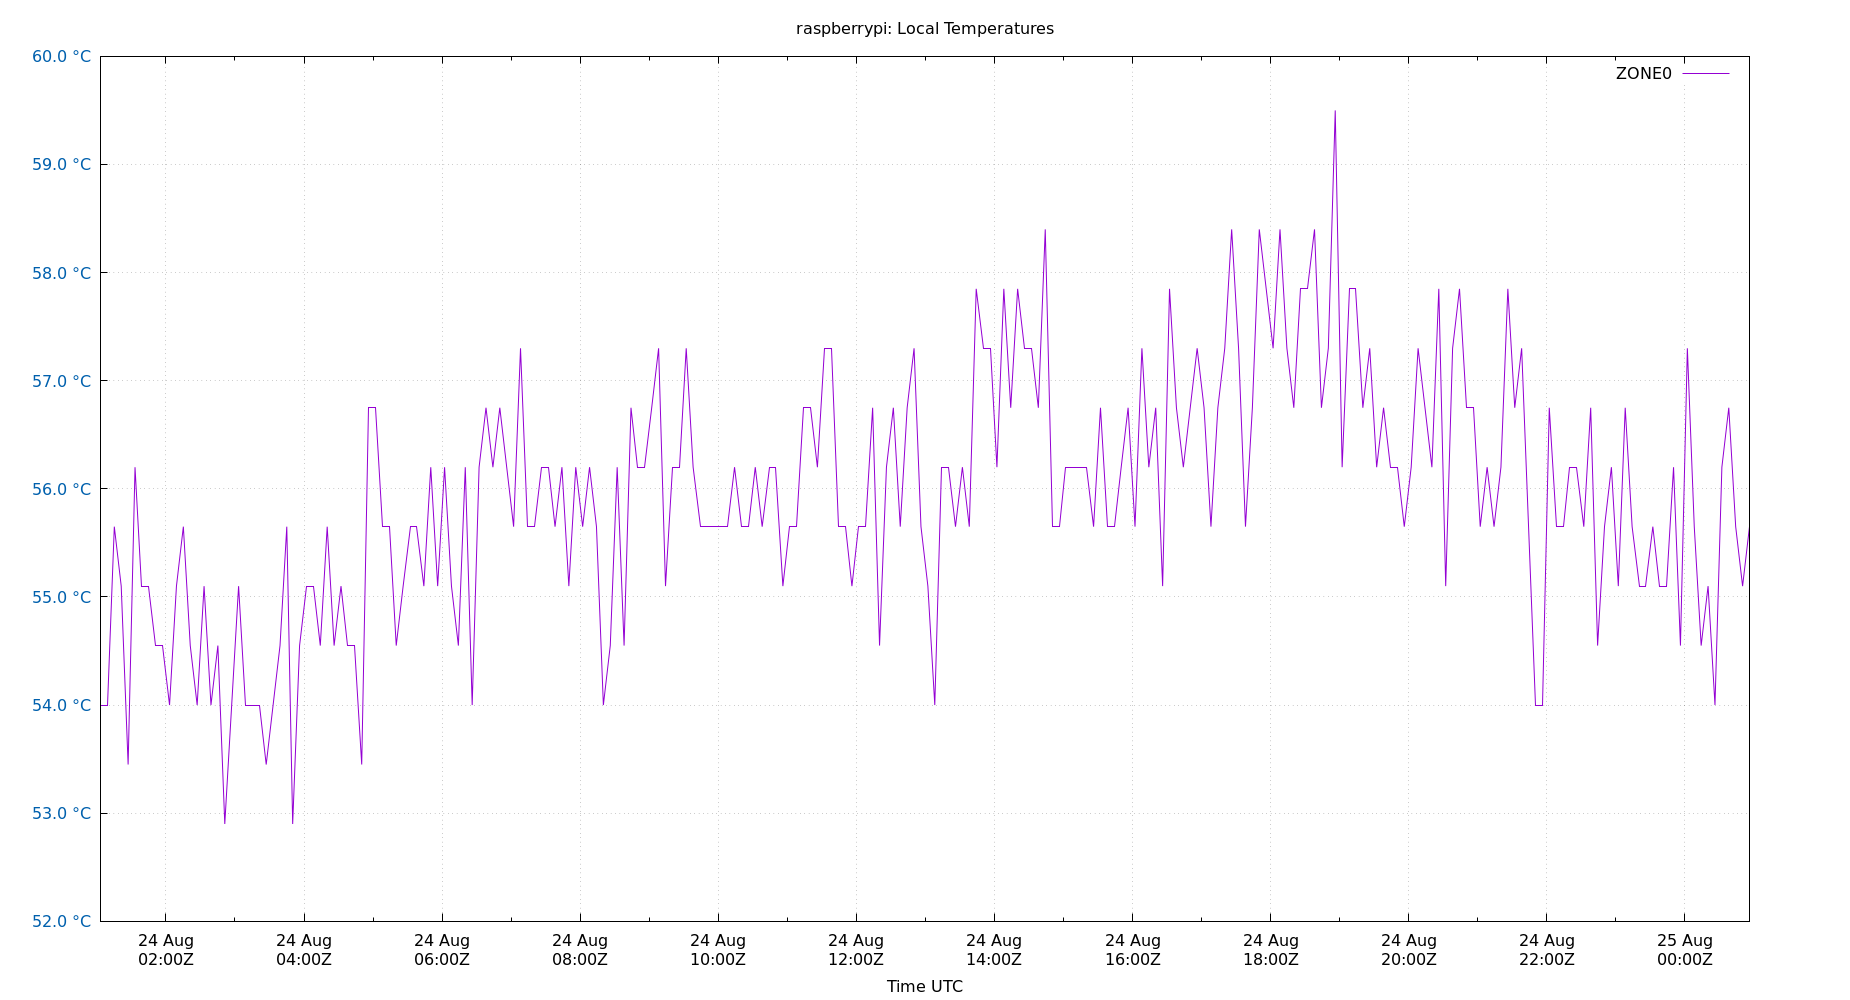 raspberrypi: Local Temperatures
60.0 °C
ZONE0
59.0 °C
58.0 °C
57.0 °C
56.0 °C
55.0 °C
54.0 °C
53.0 °C
52.0 °C
24 Aug 24 Aug 24 Aug 24 Aug 24 Aug 24 Aug 24 Aug 24 Aug 24 Aug 24 Aug 24 Aug 25 Aug
02:00Z 04:00Z 06:00Z 08:00Z 10:00Z 12:00Z 14:00Z 16:00Z 18:00Z 20:00Z 22:00Z 00:00Z
Time UTC